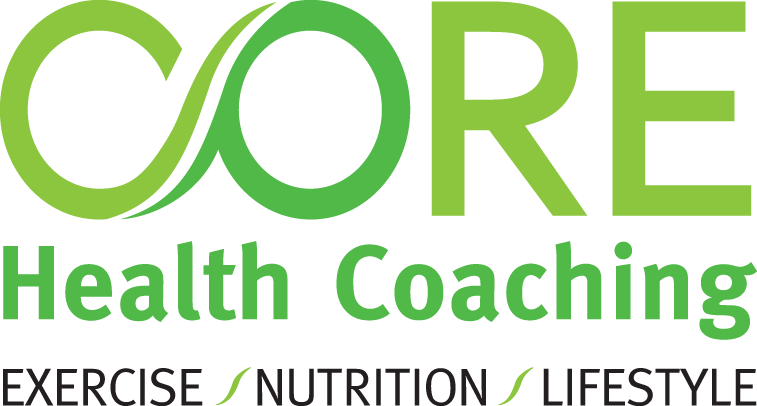 CORE
Health Coaching
EXERCISE NUTRITION LIFESTYLE